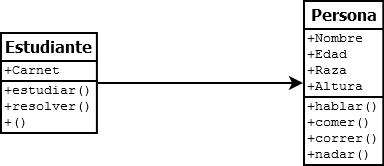 Estudiante
+Carnet
+estudiar()
+resolver()
+()
Persona
+Nombre
+Edad
+Raza
+Altura
+hablar()
+comer()
+correr()
+nadar()